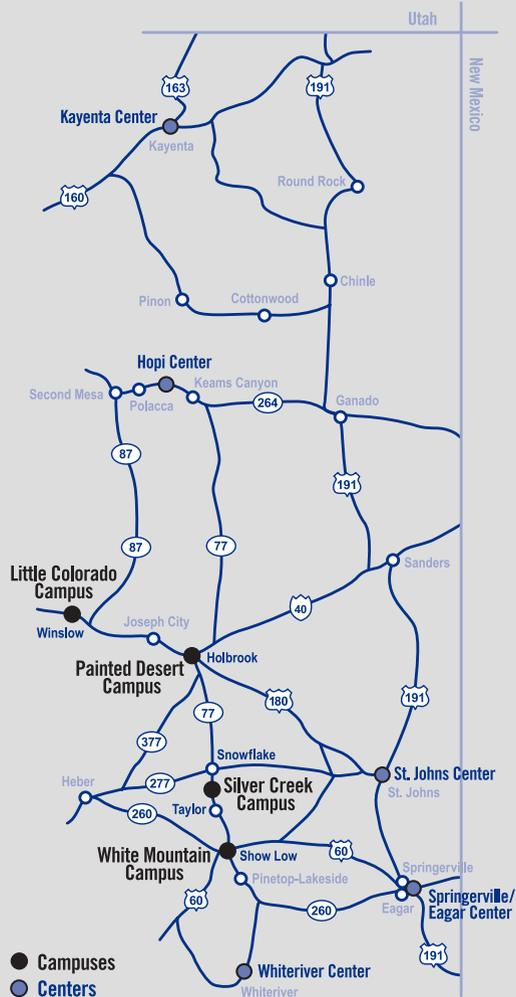 Utah
New Mexico
163
191
Kayenta Center
Kayenta
Round Rock
160
Chinle
Pinon
Cottonwood
Hopi Center
Second Mesa
Keams Canyon
Polacca
264
Ganado
87
191
87
77
Sanders
Little Colorado
Campus
Winslow
Joseph City
40
Painted Desert
Campus
Holbrook
77
180
191
377
Snowflake
Heber
277
Silver Creek
Campus
St. Johns Center
St. Johns
260
Taylor
White Mountain
Campus
Show Low
60
Pinetop-Lakeside
Springerville
60
260
Eagar
Springerville/
Eagar Center
191
Campuses
Centers
Whiteriver Center
Whiteriver